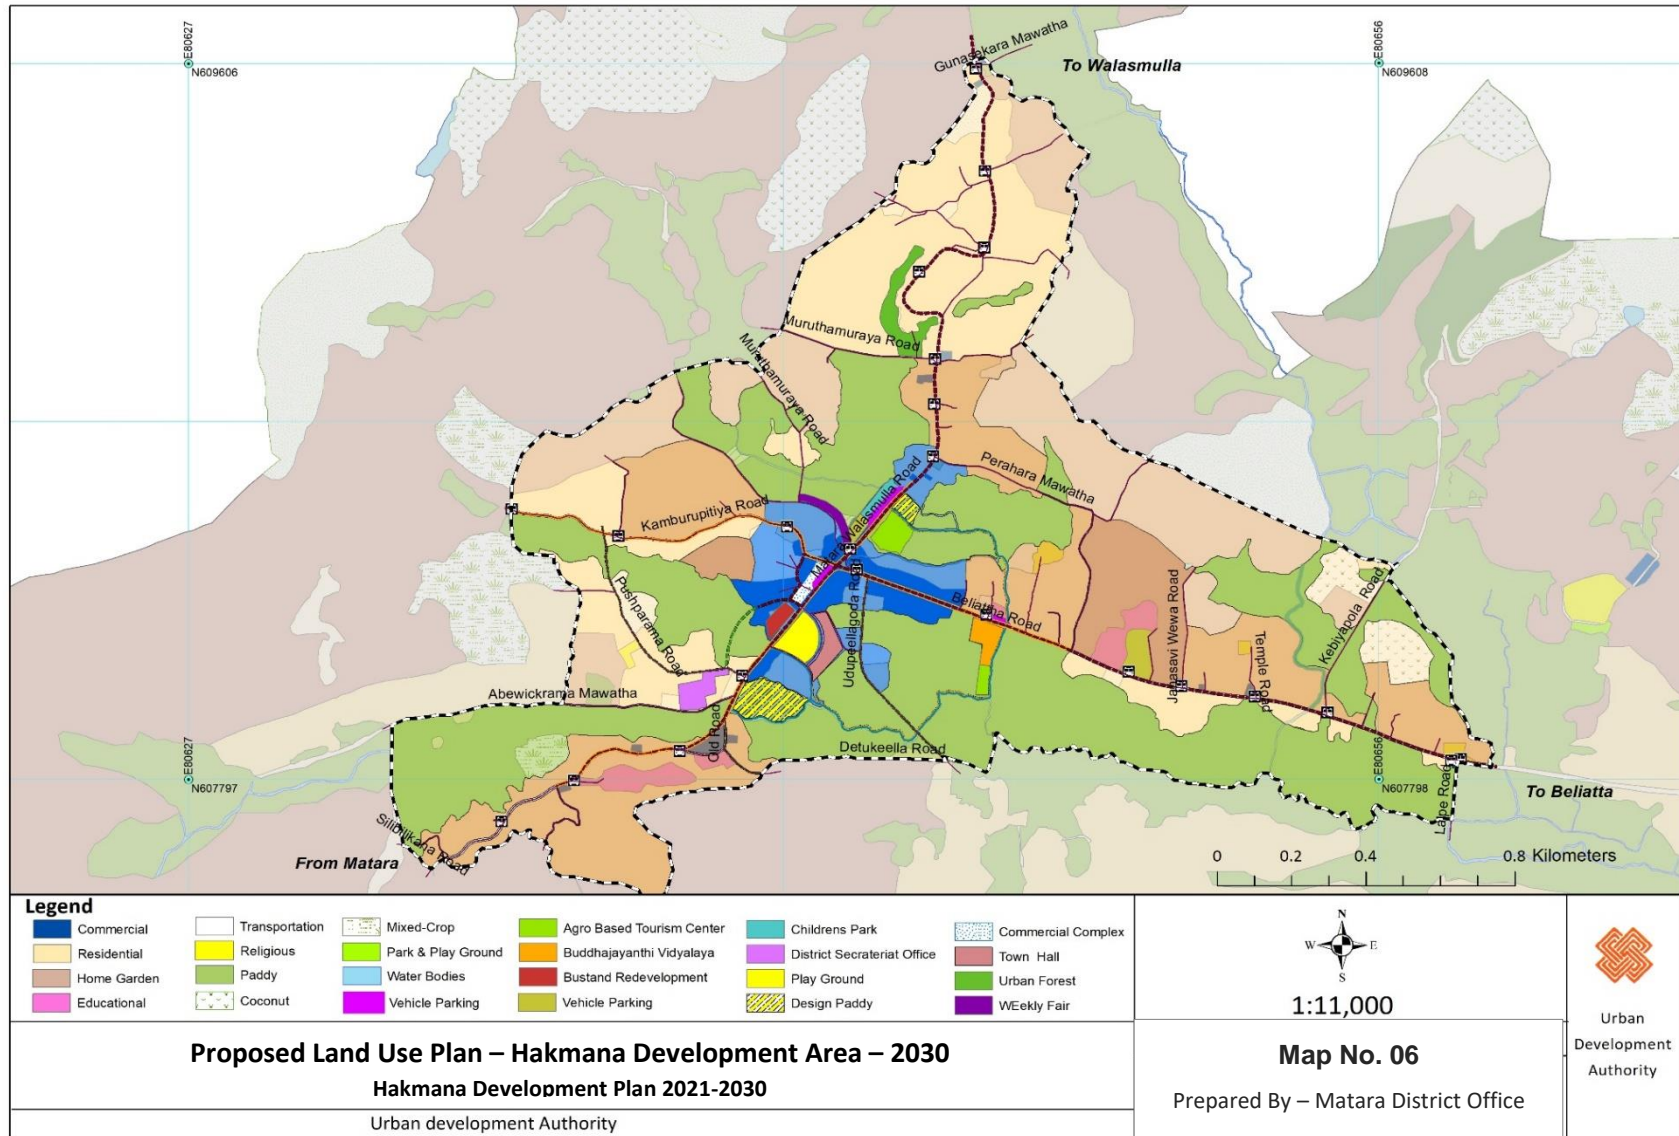 E80627
N609606
E80656
N609608
Gunasekara Mawatha
To Walasmulla
Muruthamuraya Road
Muruthamuraya Road
Perahara Mawatha
Matara Walasmulla Road
Kamburupitiya Road
Pushparama Road
Udupeellagoda Road
Beliattha Road
Janasavi Wewa Road
Temple Road
Kebiyapola Road
Abewickrama Mawatha
Old Road
Detukeella Road
E80627
N607797
E80656
N607798
Lalpe Road
To Beliatta
Silibilikana Road
From Matara
0 0.2 0.4 0.8 Kilometers
Legend
Commercial
Residential
Home Garden
Educational
Transportation
Religious
Paddy
Coconut
Mixed-Crop
Park & Play Ground
Water Bodies
Vehicle Parking
Agro Based Tourism Center
Buddhajayanthi Vidyalaya
Bustand Redevelopment
Vehicle Parking
Childrens Park
District Secrateriat Office
Play Ground
Design Paddy
Commercial Complex
Town Hall
Urban Forest
WEekly Fair
N
W E
S
1:11,000
Urban
Development
Authority
Proposed Land Use Plan – Hakmana Development Area – 2030
Hakmana Development Plan 2021-2030
Urban development Authority
Map No. 06
Prepared By – Matara District Office